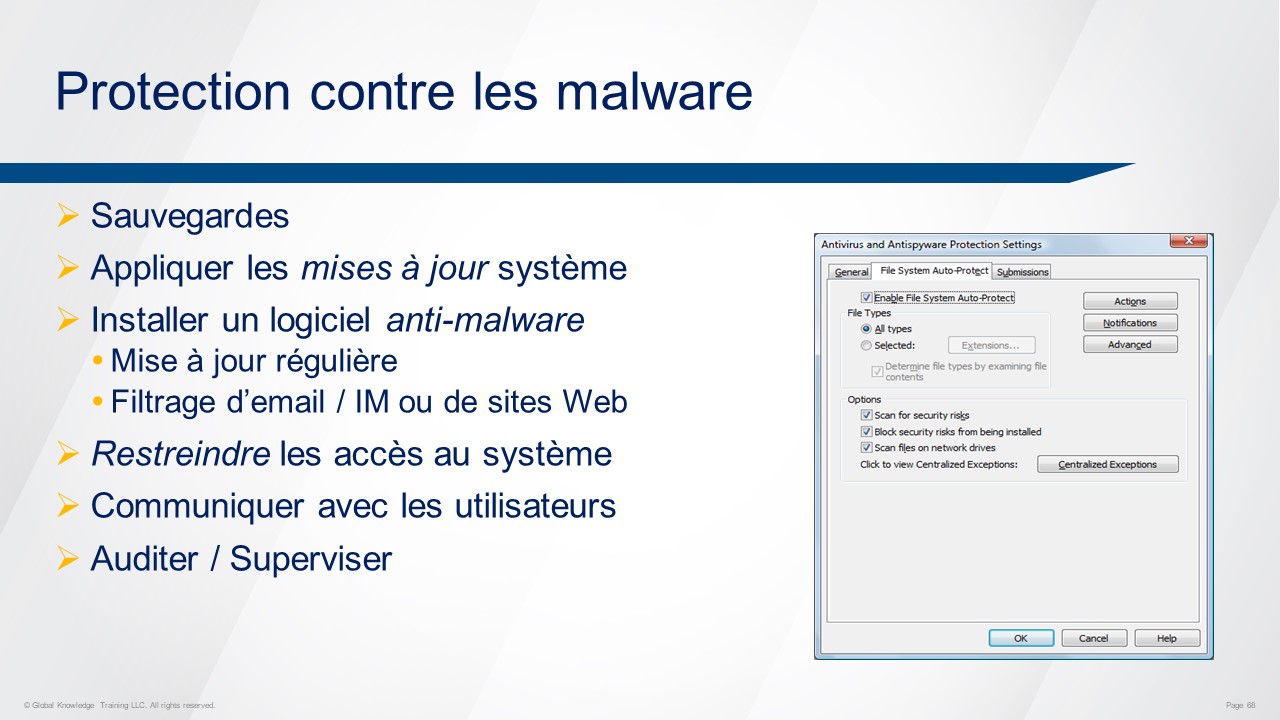 Protection contre les malware
Sauvegardes
Appliquer les mises à jour système
Installer un logiciel anti-malware
Mise à jour régulière
Filtrage d’email / IM ou de sites Web
Restreindre les accès au système
Communiquer avec les utilisateurs
Auditer / Superviser
Antivirus and Antispyware Protection Settings
General File System Auto-Protect Submissions
Enable File System Auto-Protect
File Types
All types
Selected: Extensions...
Determine file types by examining file
contents
Actions
Notifications
Advanced
Options
Scan for security risks
Block security risks from being installed
Scan files on network drives
Click to view Centralized Exceptions: Centralized Exceptions
OK Cancel Help
© Global Knowledge Training LLC. All rights reserved.
Page 66